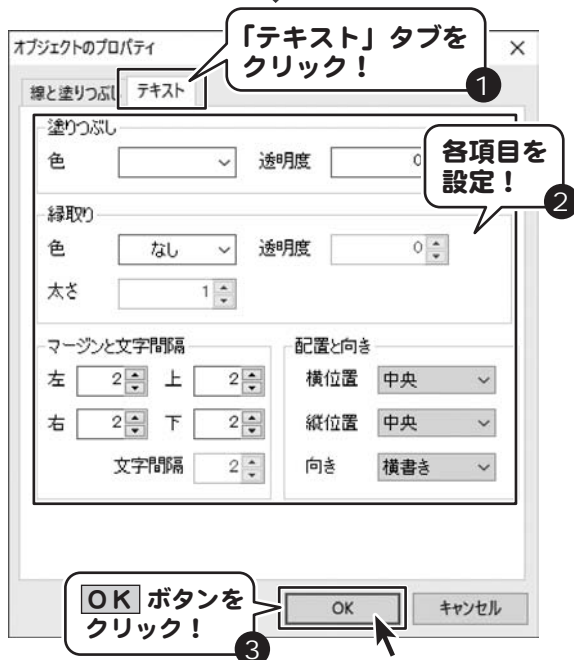 オブジェクトのプロパティ
「テキスト」タブを
クリック！
1
線と塗りつぶし テキスト
塗りつぶし
色 透明度 0
各項目を
設定！
2
縁取り
色 なし 透明度 0
太さ 1
マージンと文字間隔
左 2 上 2
右 2 下 2
文字間隔 2
配置と向き
横位置 中央
縦位置 中央
向き 横書き
OK ボタンを
クリック！
3
OK キャンセル